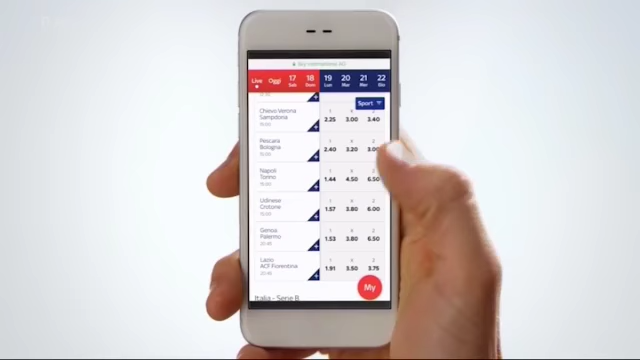 Live Oggi 17 Sab 18 Dom 19 Lun 20 Mar 21 Mer 22 Gio
Sport
Chievo Verona
Sampdoria
15:00
1 X 2
2.25 3.00 3.40
Pescara
Bologna
15:00
1 X 2
2.40 3.20 3.00
Napoli
Torino
15:00
1 X 2
1.44 4.50 6.50
Udinese
Crotone
15:00
1 X 2
1.57 3.80 6.00
Genoa
Palermo
20:45
1 X 2
1.53 3.80 6.50
Lazio
ACF Fiorentina
20:45
1 X 2
1.91 3.50 3.75
My
Italia - Serie B